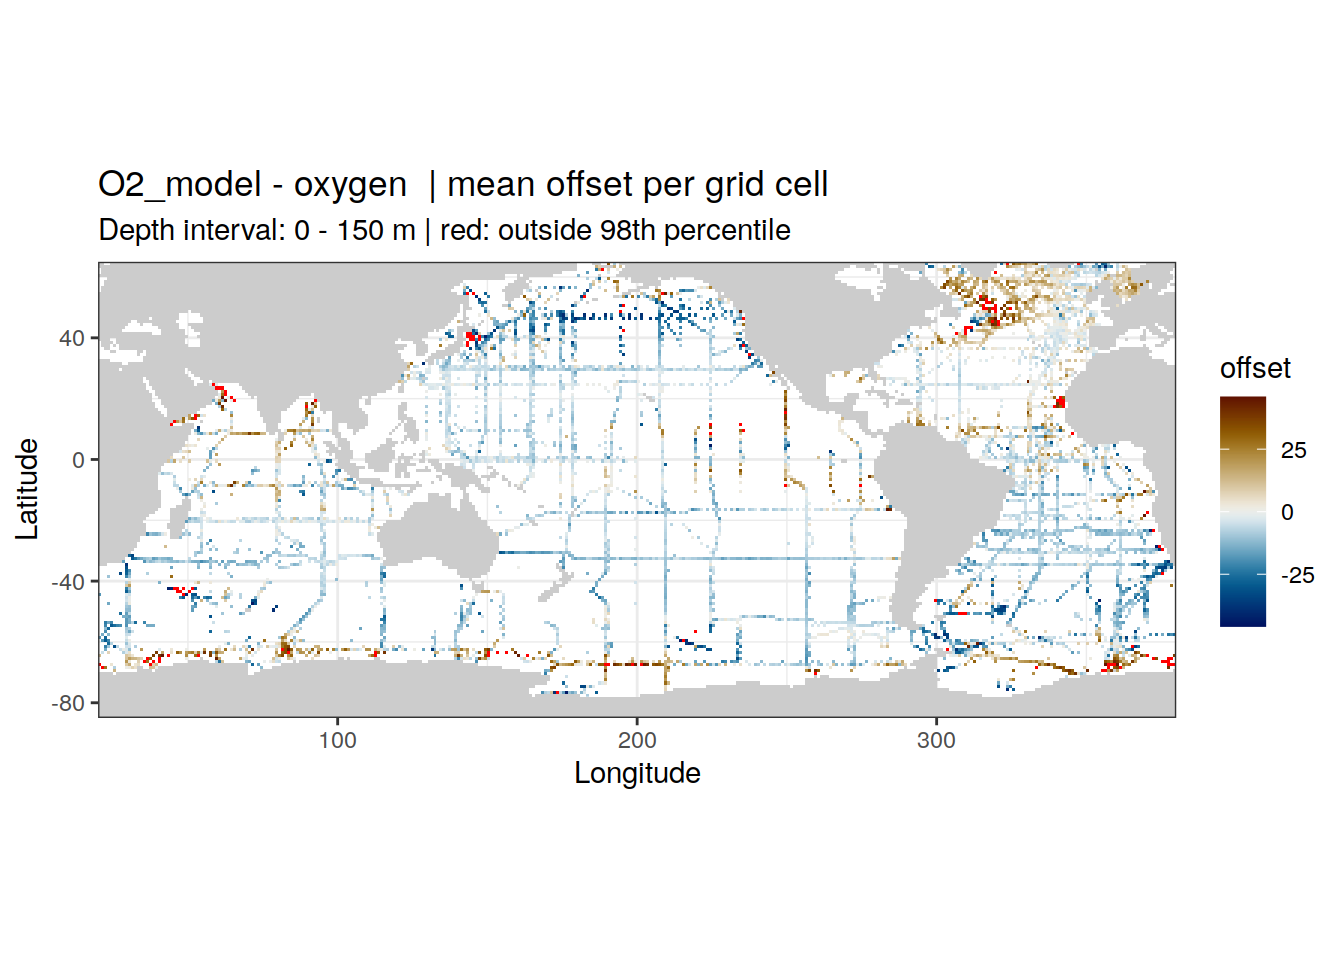 O2_model - oxygen  | mean offset per grid cell
Depth interval: 0 - 150 m | red: outside 98th percentile
offset
25
0
-25
Latitude
40
0
-40
-80
100
200
300
Longitude